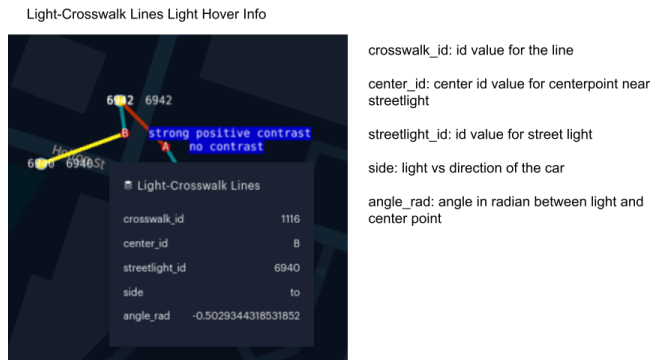 Light-Crosswalk Lines Light Hover Info
crosswalk_id: id value for the line
center_id: center id value for centerpoint near
streetlight_id: id value for street light
streetlight
side: light vs direction of the car
angle_rad: angle in radian between light and
center point
6942 6942
B
strong positive contrast
A
no contrast
6940
Light-Crosswalk Lines
crosswalk_id 1116
center_id B
streetlight_id 6940
side to
angle_rad -0.5029344318531852